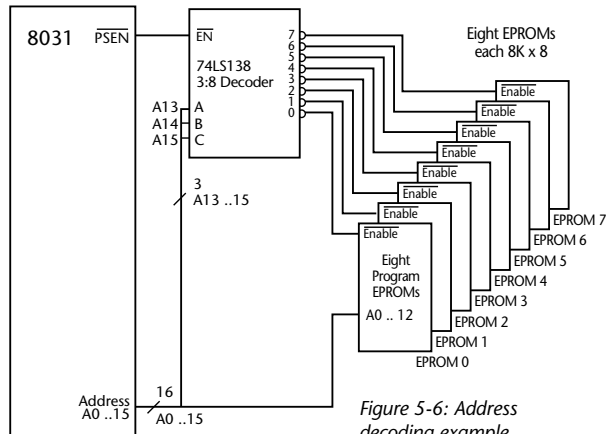 8031
PSEN
EN
74LS138
3:8 Decoder
7
6
5
4
3
2
1
0
A13
A14
A15
A
B
C
3
A13 ..15
Eight EPROMs
each 8K x 8
Enable
Enable
Enable
Enable
Enable
Enable
Enable
Enable
EPROM 7
EPROM 6
EPROM 5
EPROM 4
EPROM 3
EPROM 2
EPROM 1
EPROM 0
Eight
Program
EPROMs
A0 .. 12
Address
A0 ..15
16
A0 ..15
Figure 5-6: Address
decoding example